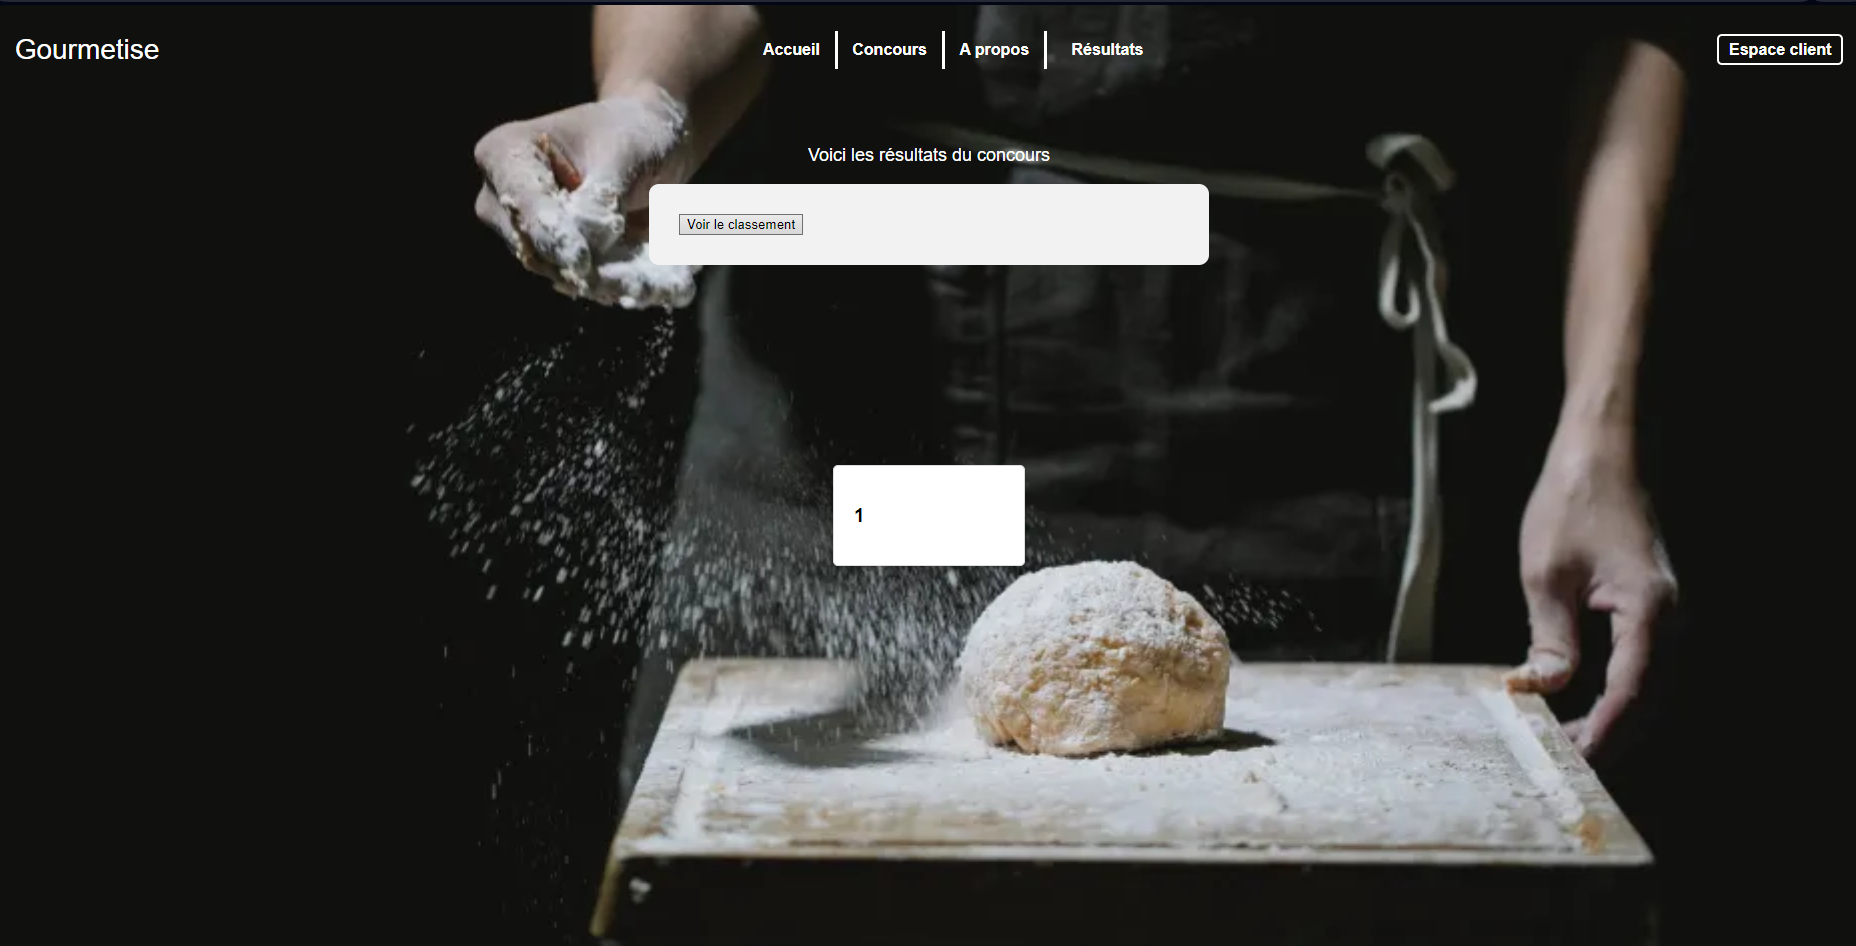 Gourmetise
Accueil
Concours
A propos
Résultats
Espace client
Voici les résultats du concours
Voir le classement
1